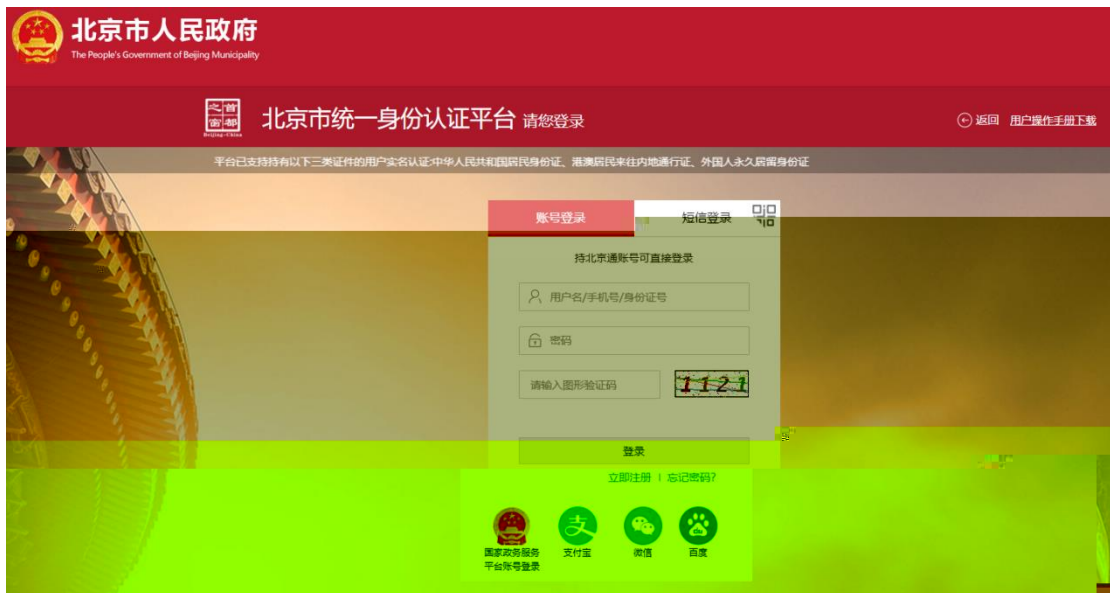 北京市人民政府
The People's Government of Beijing Municipality
首都之窗
Beijing-China
北京市统一身份认证平台 请您登录
返回 用户操作手册下载
平台已支持持有以下三类证件的用户实名认证:中华人民共和国居民身份证、港澳居民来往内地通行证、外国人永久居留身份证
账号登录 短信登录
持北京通账号可直接登录
用户名/手机号/身份证号
密码
请输入图形验证码 1121
登录
立即注册 | 忘记密码?
国家政务服务 支付宝 微信 百度
平台账号登录